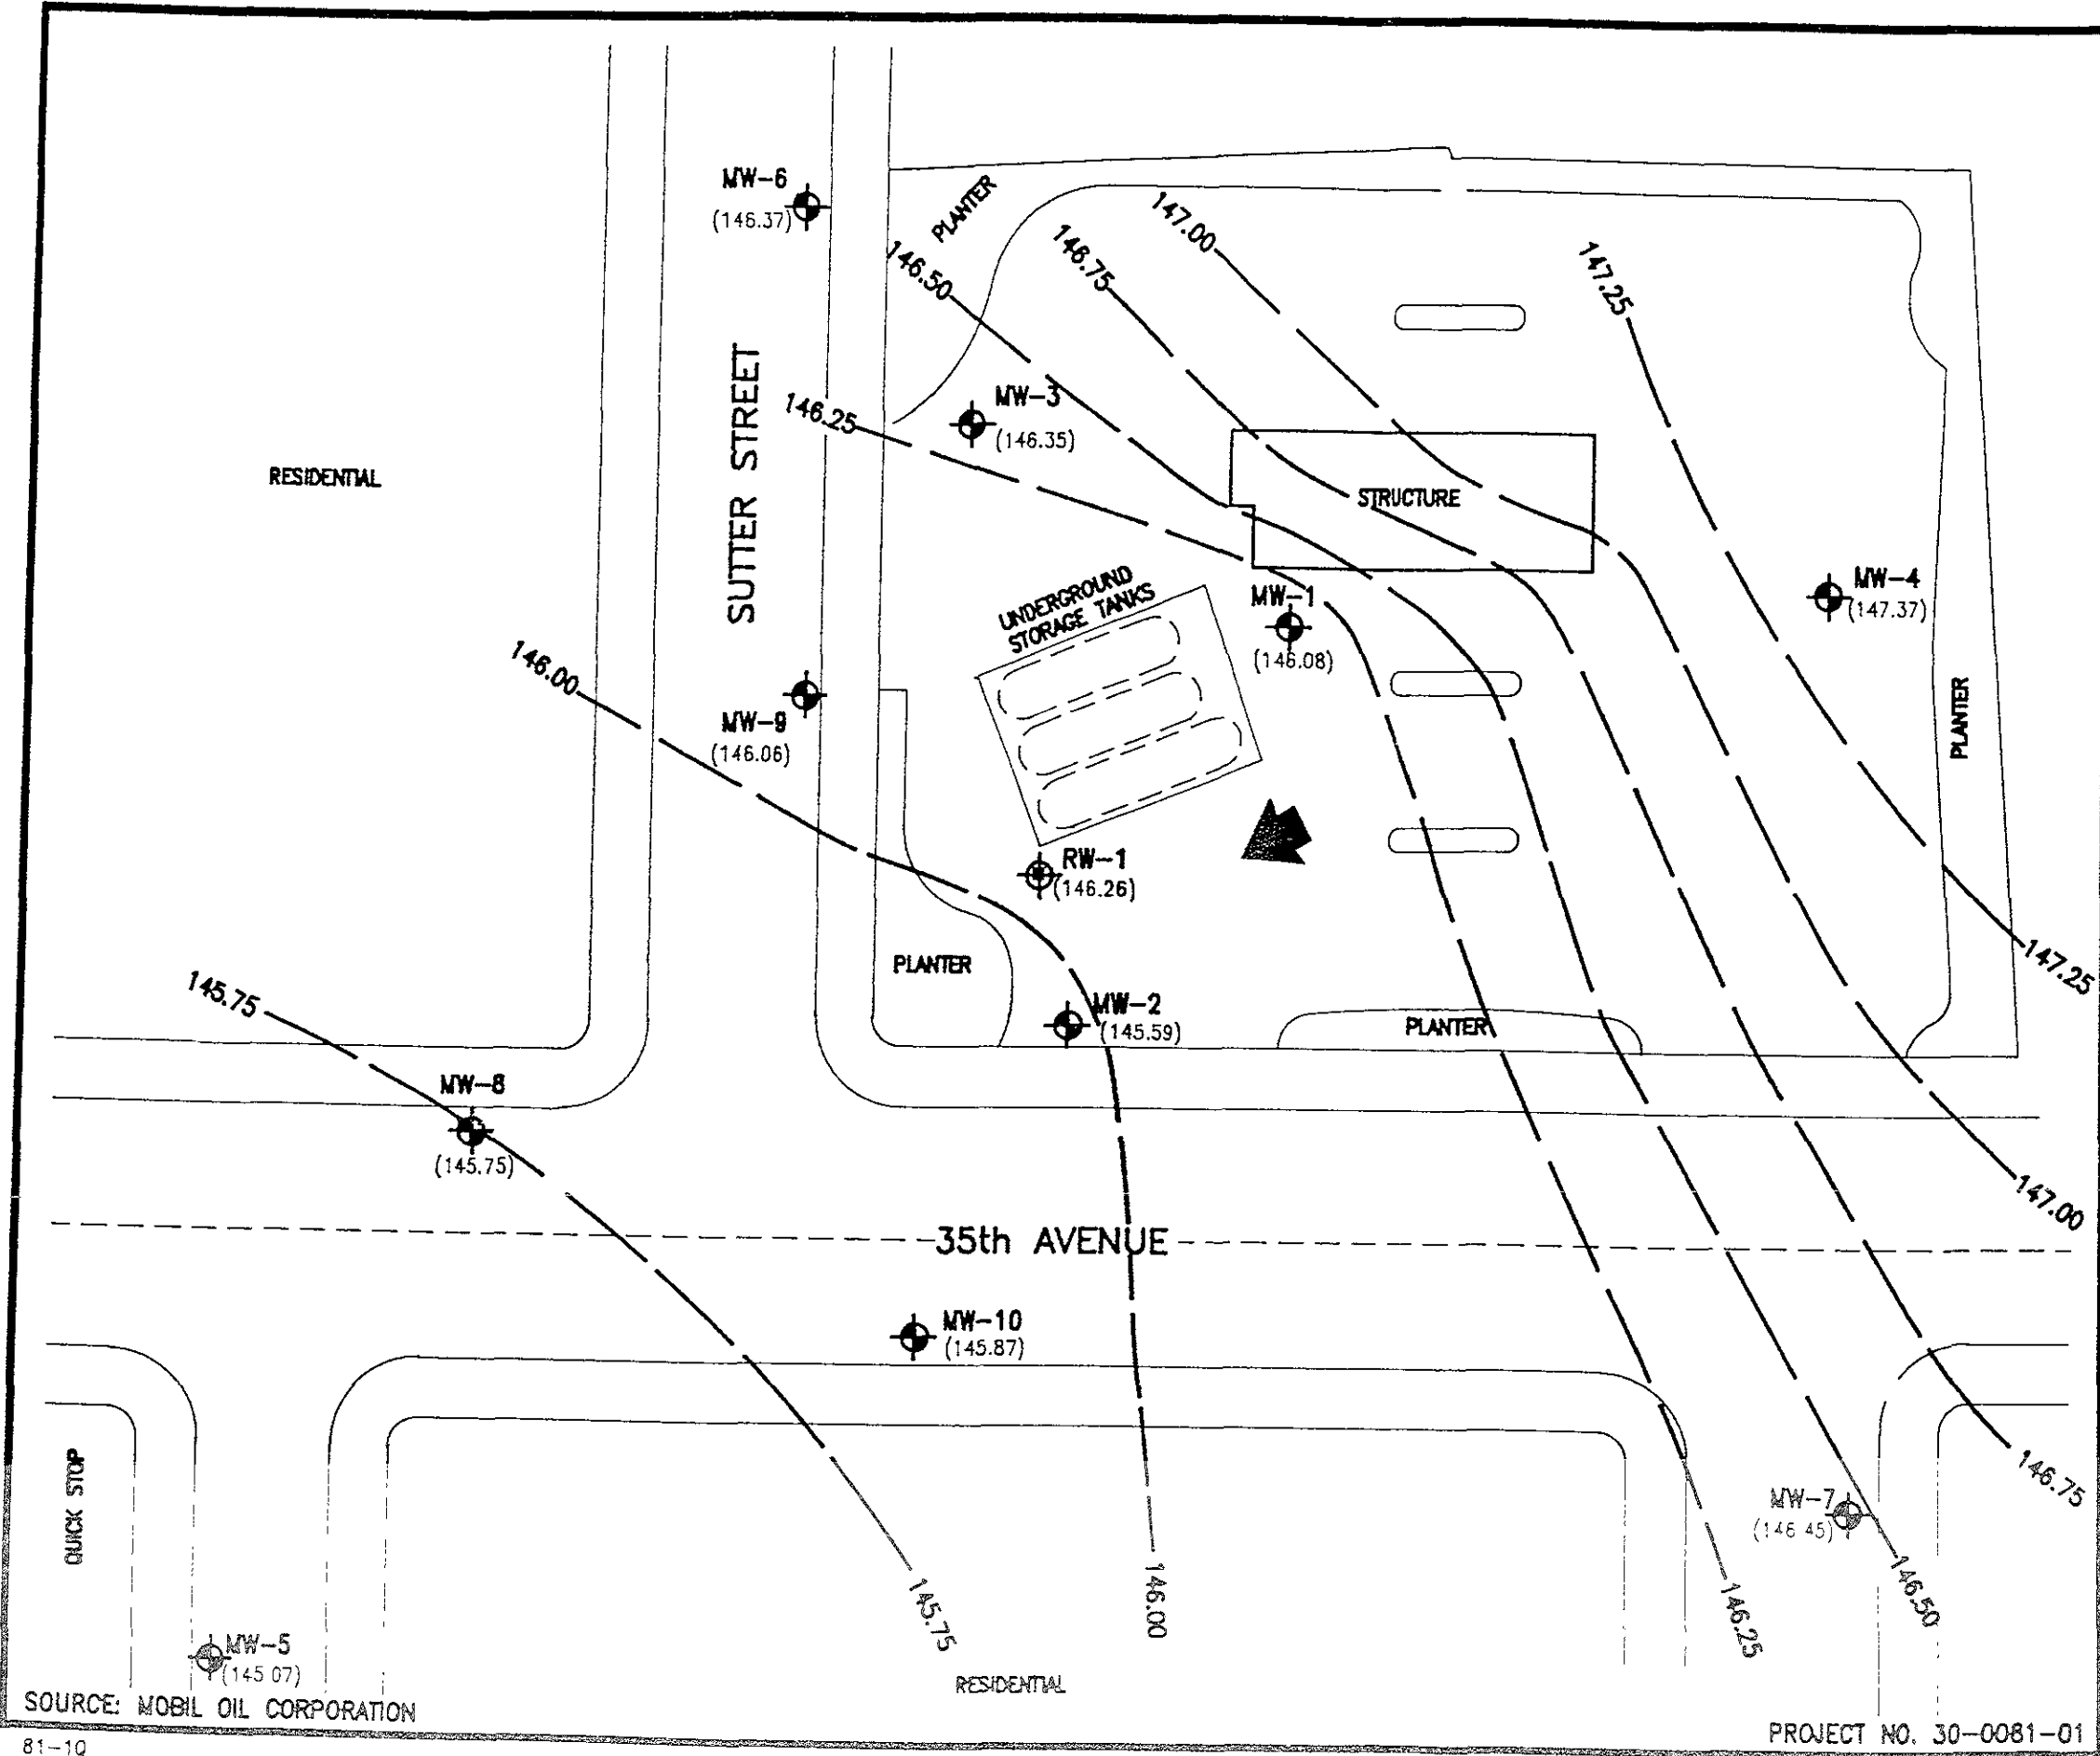 MW-6
(146.37)
PLANTER
147.00
146.75
146.50
147.25
SUTTER STREET
MW-3
(146.35)
146.25
RESIDENTIAL
STRUCTURE
UNDERGROUND
STORAGE TANKS
MW-1
(146.08)
MW-4
(147.37)
146.00
MW-9
(146.06)
PLANTER
RW-1
(146.26)
PLANTER
147.25
145.75
MW-2
(145.59)
PLANTER
MW-8
(145.75)
147.00
35th AVENUE
MW-10
(145.87)
146.75
QUICK STOP
MW-7
(146.45)
146.50
146.25
146.00
145.75
MW-5
(145.07)
RESIDENTIAL
SOURCE: MOBIL OIL CORPORATION
PROJECT NO. 30-0081-01
81-1Q